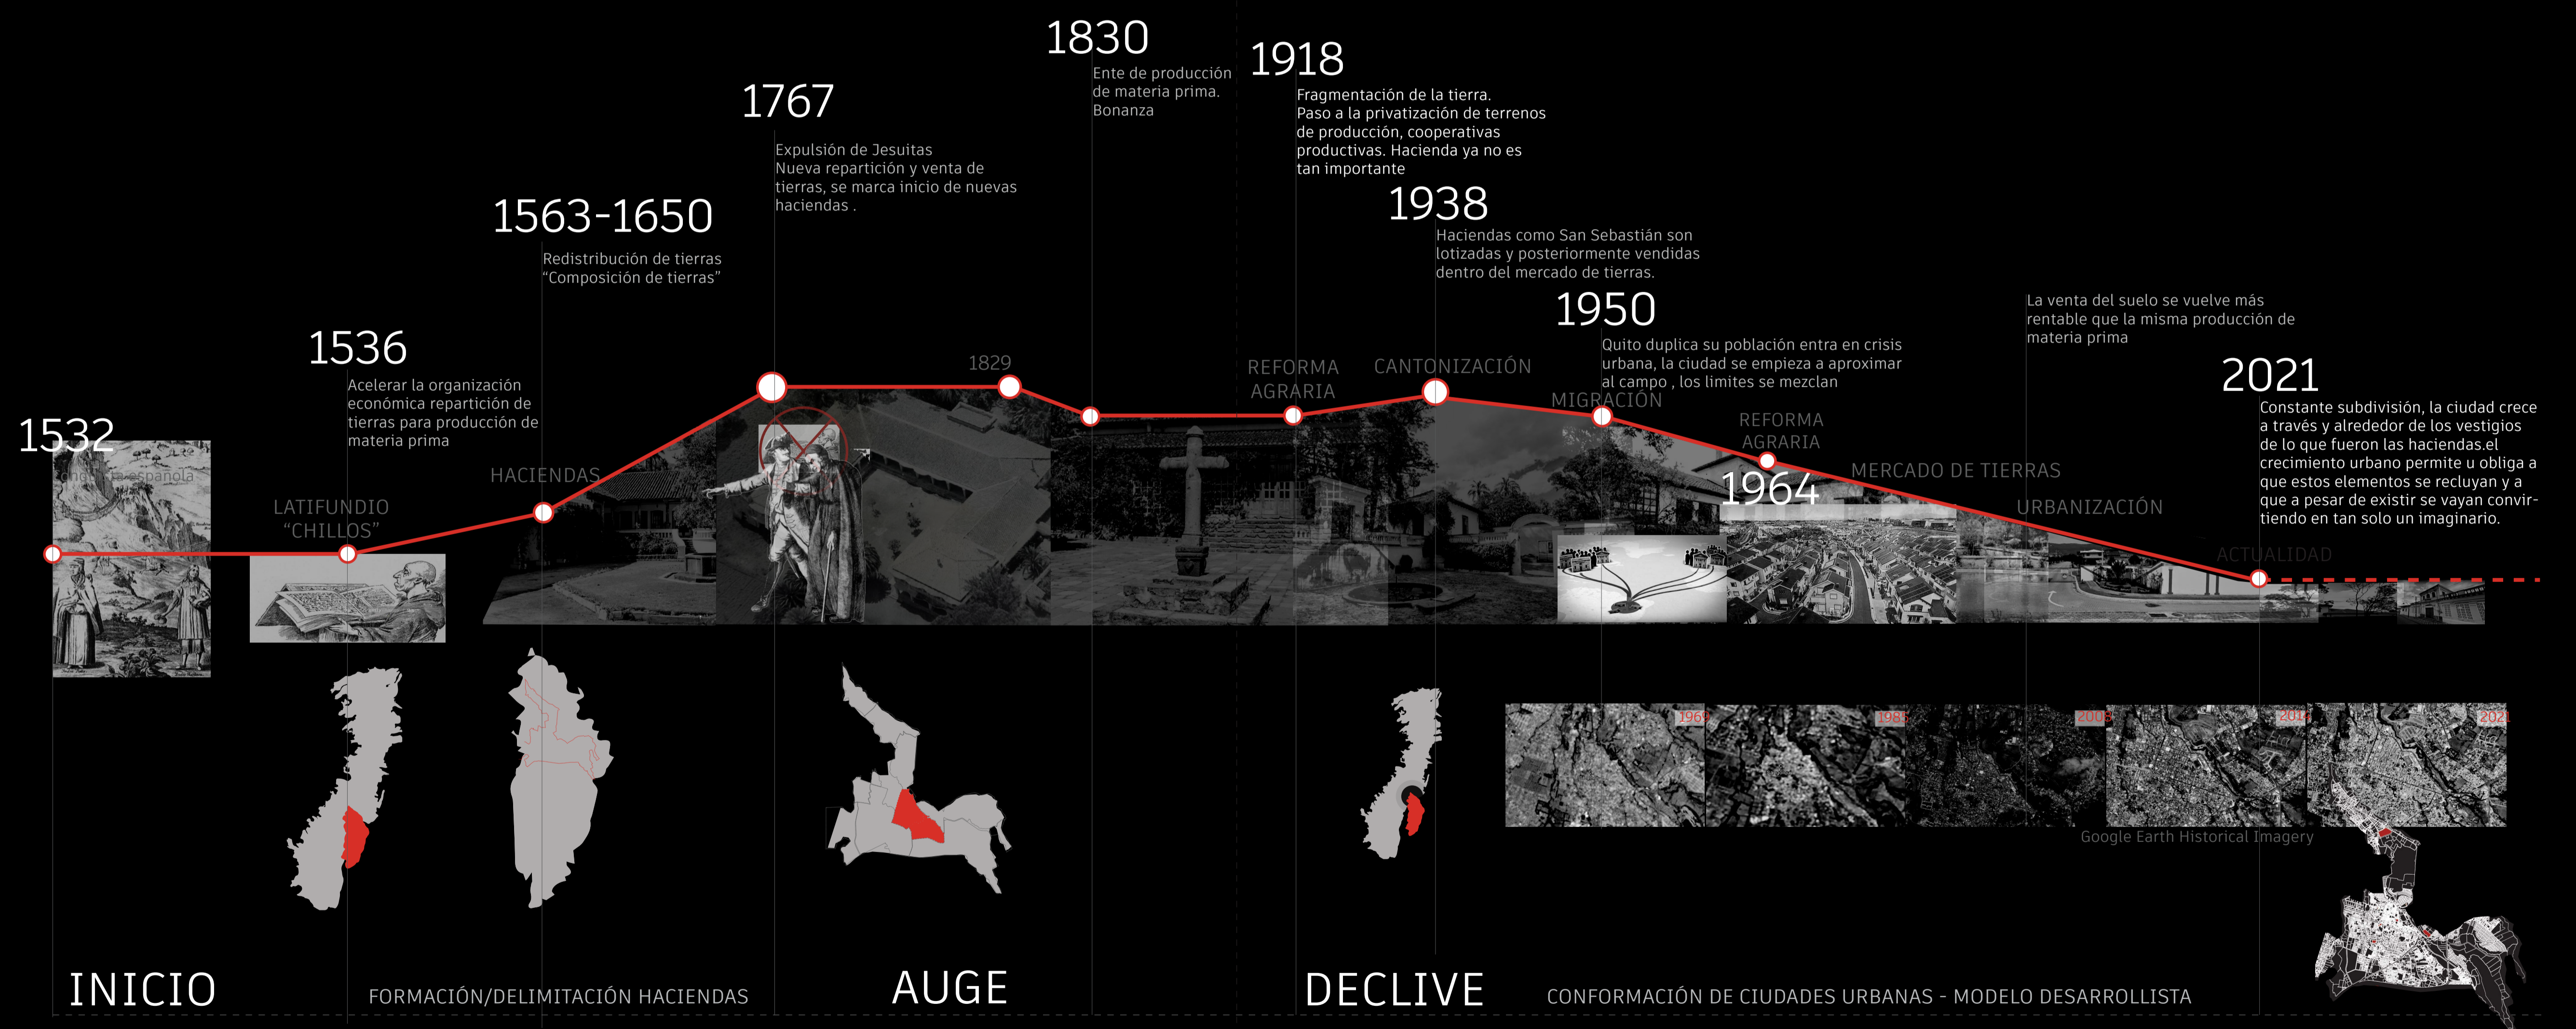 1532
española
1536
Acelerar la organización
económica repartición de
tierras para producción de
materia prima
LATIFUNDIO
“CHILLOS”
1563-1650
Redistribución de tierras
“Composición de tierras”
HACIENDAS
1767
Expulsión de Jesuitas
Nueva repartición y venta de
tierras, se marca inicio de nuevas
haciendas .
1829
1830
Ente de producción
de materia prima.
Bonanza
1918
Fragmentación de la tierra.
Paso a la privatización de terrenos
de producción, cooperativas
productivas. Hacienda ya no es
tan importante
REFORMA
AGRARIA
1938
Haciendas como San Sebastián son
lotizadas y posteriormente vendidas
dentro del mercado de tierras.
CANTONIZACIÓN
1950
Quito duplica su población entra en crisis
urbana, la ciudad se empieza a aproximar
al campo , los limites se mezclan
MIGRACIÓN
REFORMA
AGRARIA
1964
MERCADO DE TIERRAS
La venta del suelo se vuelve más
rentable que la misma producción de
materia prima
URBANIZACIÓN
2021
Constante subdivisión, la ciudad crece
a través y alrededor de los vestigios
de lo que fueron las haciendas.el
crecimiento urbano permite u obliga a
que estos elementos se recluyan y a
que a pesar de existir se vayan convir-
tiendo en tan solo un imaginario.
ACTUALIDAD
1969
1985
2021
Google Earth Historical Imagery
INICIO
FORMACIÓN/DELIMITACIÓN HACIENDAS
AUGE
DECLIVE
CONFORMACIÓN DE CIUDADES URBANAS - MODELO DESARROLLISTA